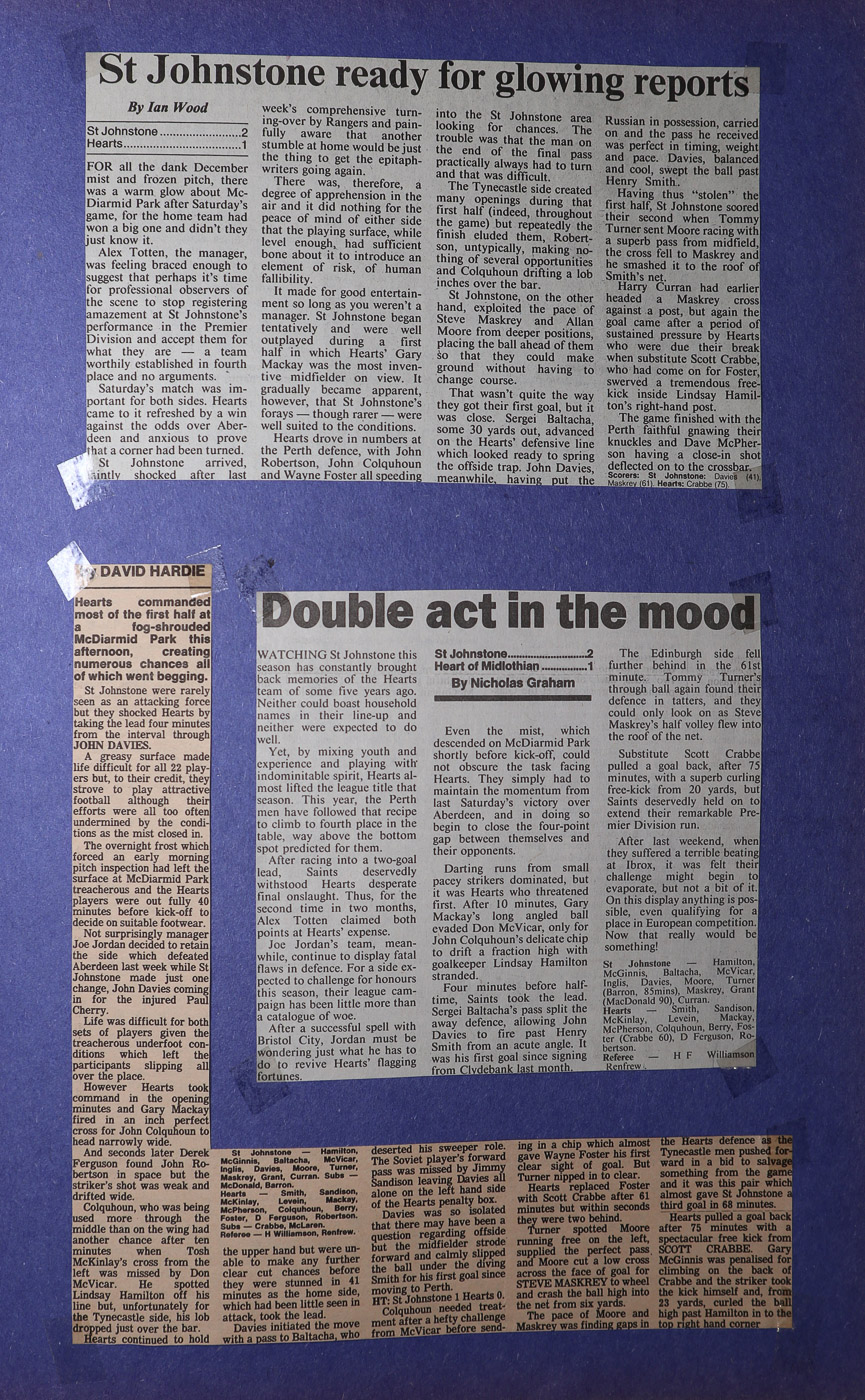 St Johnstone ready for glowing reports
By Ian Wood
St Johnstone.........................2
Hearts...................................1
FOR all the dank December
mist and frozen pitch, there
was a warm glow about Mc-
Diarmid Park after Saturday's
game, for the home team had
won a big one and didn't they
just know it.
Alex Totten, the manager,
was feeling braced enough to
suggest that perhaps it's time
for professional observers of
the scene to stop registering
amazement at St Johnstone's
performance in the Premier
Division and accept them for
what they are — a team
worthily established in fourth
place and no arguments.
Saturday's match was im-
portant for both sides. Hearts
came to it refreshed by a win
against the odds over Aber-
deen and anxious to prove
that a corner had been turned.
St Johnstone arrived,
shocked after last
week's comprehensive turn-
ing-over by Rangers and pain-
fully aware that another
stumble at home would be just
the thing to get the epitaph-
writers going again.
There was, therefore, a
degree of apprehension in the
air and it did nothing for the
peace of mind of either side
that the playing surface, while
level enough, had sufficient
bone about it to introduce an
element of risk, of human
fallibility.
It made for good entertain-
ment so long as you weren't a
manager. St Johnstone began
tentatively and were well
outplayed during a first
half in which Hearts' Gary
Mackay was the most inven-
tive midfielder on view. It
gradually became apparent,
however, that St Johnstone's
forays — though rarer — were
well suited to the conditions.
Hearts drove in numbers at
the Perth defence, with John
Robertson, John Colquhoun
and Wayne Foster all speeding
into the St Johnstone area
looking for chances. The
trouble was that the man on
the end of the final pass
practically always had to turn
and that was difficult.
The Tynecastle side created
many openings during that
first half (indeed, throughout
the game) but repeatedly the
finish eluded them, Robert-
son, untypically, making no-
thing of several opportunities
and Colquhoun drifting a lob
inches over the bar.
St Johnstone, on the other
hand, exploited the pace of
Steve Maskrey and Allan
Moore from deeper positions,
placing the ball ahead of them
so that they could make
ground without having to
change course.
That wasn't quite the way
they got their first goal, but it
was close. Sergei Baltacha,
some 30 yards out, advanced
on the Hearts' defensive line
which looked ready to spring
the offside trap. John Davies,
meanwhile, having put the
Russian in possession, carried
on and the pass he received
was perfect in timing, weight
and pace. Davies, balanced
and cool, swept the ball past
Henry Smith.
Having thus "stolen" the
first half, St Johnstone soored
their second when Tommy
Turner sent Moore racing with
a superb pass from midfield,
the cross fell to Maskrey and
he smashed it to the roof of
Smith's net.
Harry Curran had earlier
headed a Maskrey cross
against a post, but again the
goal came after a period of
sustained pressure by Hearts
who were due their break
when substitute Scott Crabbe,
who had come on for Foster,
swerved a tremendous free-
kick inside Lindsay Hamil-
ton's right-hand post.
The game finished with the
Perth faithful gnawing their
knuckles and Dave McPher-
son having a close-in shot
deflected on to the crossbar.
Scorers: St Johnstone: Davies (41),
Maskrey (61). Hearts: Crabbe (75).
By DAVID HARDIE
Hearts commanded
most of the first half at
a fog-shrouded
McDiarmid Park this
afternoon, creating
numerous chances all
of which went begging.
St Johnstone were rarely
seen as an attacking force
but they shocked Hearts by
taking the lead four minutes
from the interval through
JOHN DAVIES.
A greasy surface made
life difficult for all 22 play-
ers but, to their credit, they
strove to play attractive
football although their
efforts were all too often
undermined by the condi-
tions as the mist closed in.
The overnight frost which
forced an early morning
pitch inspection had left the
surface at McDiarmid Park
treacherous and the Hearts
players were out fully 40
minutes before kick-off to
decide on suitable footwear.
Not surprisingly manager
Joe Jordan decided to retain
the side which defeated
Aberdeen last week while St
Johnstone made just one
change, John Davies coming
in for the injured Paul
Cherry.
Life was difficult for both
sets of players given the
treacherous underfoot con-
ditions which left the
participants slipping all
over the place.
However Hearts took
command in the opening
minutes and Gary Mackay
fired in an inch perfect
cross for John Colquhoun to
head narrowly wide.
And seconds later Derek
Ferguson found John Ro-
bertson in space but the
striker's shot was weak and
drifted wide.
Colquhoun, who was being
used more through the
middle than on the wing had
another chance after ten
minutes when Tosh
McKinlay's cross from the
left was missed by Don
McVicar. He spotted
Lindsay Hamilton off his
line but, unfortunately for
the Tynecastle side, his lob
dropped just over the bar.
Hearts continued to hold
St Johnstone — Hamilton,
McGinnis, Baltacha, McVicar,
Inglis, Davies, Moore, Turner,
Maskrey, Grant, Curran. Subs —
McDonald, Barron.
Hearts — Smith, Sandison,
McKinlay, Levein, Mackay,
McPherson, Colquhoun, Berry,
Foster, D Ferguson, Robertson.
Subs — Crabbe, McLaren.
Referee — H Williamson, Renfrew.
the upper hand but were un-
able to make any further
clear cut chances before
they were stunned in 41
minutes as the home side,
which had been little seen in
attack, took the lead.
Davies initiated the move
with a pass to Baltacha, who
deserted his sweeper role.
The Soviet player's forward
pass was missed by Jimmy
Sandison leaving Davies all
alone on the left hand side
of the Hearts penalty box.
Davies was so isolated
that there may have been a
question regarding offside
but the midfielder strode
forward and calmly slipped
the ball under the diving
Smith for his first goal since
moving to Perth.
HT: St Johnstone 1 Hearts 0.
Colquhoun needed treat-
ment after a hefty challenge
from McVicar before send-
ing in a chip which almost
gave Wayne Foster his first
clear sight of goal. But
Turner nipped in to clear.
Hearts replaced Foster
with Scott Crabbe after 61
minutes but within seconds
they were two behind.
Turner spotted Moore
running free on the left,
supplied the perfect pass
and Moore cut a low cross
across the face of goal for
STEVE MASKREY to wheel
and crash the ball high into
the net from six yards.
The pace of Moore and
Maskrey was finding gaps in
the Hearts defence as the
Tynecastle men pushed for-
ward in a bid to salvage
something from the game
and it was this pair which
almost gave St Johnstone a
third goal in 68 minutes.
Hearts pulled a goal back
after 75 minutes with a
spectacular free kick from
SCOTT CRABBE. Gary
McGinnis was penalised for
climbing on the back of
Crabbe and the striker took
the kick himself and, from
23 yards, curled the ball
high past Hamilton in to the
top right hand corner
Double act in the mood
WATCHING St Johnstone this
season has constantly brought
back memories of the Hearts
team of some five years ago.
Neither could boast household
names in their line-up and
neither were expected to do
well.
Yet, by mixing youth and
experience and playing with
indominitable spirit, Hearts al-
most lifted the league title that
season. This year, the Perth
men have followed that recipe
to climb to fourth place in the
table, way above the bottom
spot predicted for them.
After racing into a two-goal
lead, Saints deservedly
withstood Hearts desperate
final onslaught. Thus, for the
second time in two months,
Alex Totten claimed both
points at Hearts' expense.
Joe Jordan's team, mean-
while, continue to display fatal
flaws in defence. For a side ex-
pected to challenge for honours
this season, their league cam-
paign has been little more than
a catalogue of woe.
After a successful spell with
Bristol City, Jordan must be
wondering just what he has to
do to revive Hearts' flagging
fortunes.
St Johnstone.........................2
Heart of Midlothian..............1
By Nicholas Graham
Even the mist, which
descended on McDiarmid Park
shortly before kick-off, could
not obscure the task facing
Hearts. They simply had to
maintain the momentum from
last Saturday's victory over
Aberdeen, and in doing so
begin to close the four-point
gap between themselves and
their opponents.
Darting runs from small
pacey strikers dominated, but
it was Hearts who threatened
first. After 10 minutes, Gary
Mackay's long angled ball
evaded Don McVicar, only for
John Colquhoun's delicate chip
to drift a fraction high with
goalkeeper Lindsay Hamilton
stranded.
Four minutes before half-
time, Saints took the lead.
Sergei Baltacha's pass split the
away defence, allowing John
Davies to fire past Henry
Smith from an acute angle. It
was his first goal since signing
from Clydebank last month.
The Edinburgh side fell
further behind in the 61st
minute. Tommy Turner's
through ball again found their
defence in tatters, and they
could only look on as Steve
Maskrey's half volley flew into
the roof of the net.
Substitute Scott Crabbe
pulled a goal back, after 75
minutes, with a superb curling
free-kick from 20 yards, but
Saints deservedly held on to
extend their remarkable Pre-
mier Division run.
After last weekend, when
they suffered a terrible beating
at Ibrox, it was felt their
challenge might begin to
evaporate, but not a bit of it.
On this display anything is pos-
sible, even qualifying for a
place in European competition.
Now that really would be
something!
St Johnstone — Hamilton,
McGinnis, Baltacha, McVicar,
Inglis, Davies, Moore, Turner
(Barron, 85mins), Maskrey, Grant
(MacDonald 90), Curran.
Hearts — Smith, Sandison,
McKinlay, Levein, Mackay,
McPherson, Colquhoun, Berry, Fos-
ter (Crabbe 60), D Ferguson, Ro-
bertson.
Referee — H F Williamson
Renfrew.